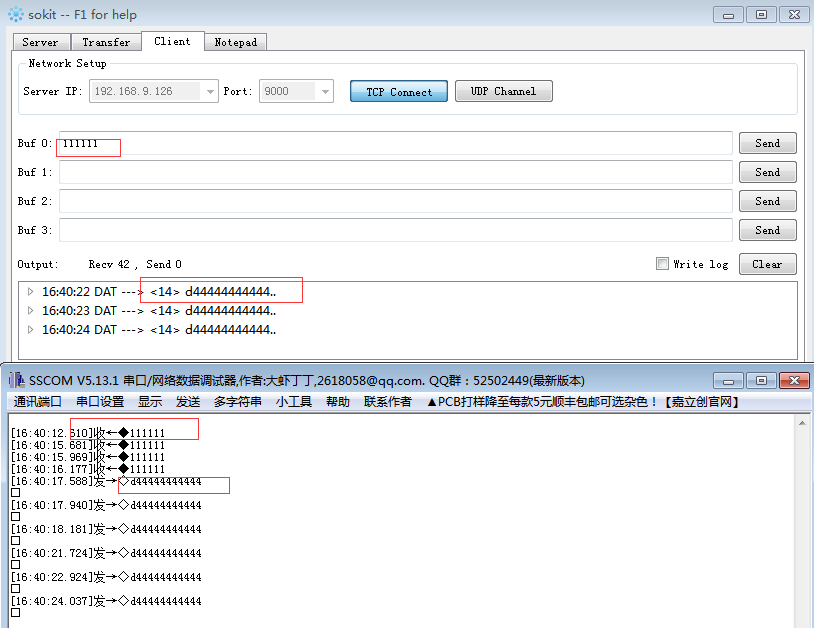 sokit -- F1 for help
Server Transfer Client Notepad
Network Setup
Server IP: 192.168.9.126 Port: 9000 TCP Connect UDP Channel
Buf 0: 111111 Send
Buf 1: Send
Buf 2: Send
Buf 3: Send
Output: Recv 42 , Send 0 Write log Clear
16:40:22 DAT ---> <14> d44444444444..
16:40:23 DAT ---> <14> d44444444444..
16:40:24 DAT ---> <14> d44444444444..
SSCOM V5.13.1 串口/网络数据调试器,作者:大虾丁丁,2618058@qq.com. QQ群：52502449(最新版本)
通讯端口 串口设置 显示 发送 多字符串 小工具 帮助 联系作者 ▲PCB打样降至每款5元顺丰包邮可选杂色！【嘉立创官网】
[16:40:12.610]收←◆111111
[16:40:15.681]收←◆111111
[16:40:15.969]收←◆111111
[16:40:16.177]收←◆111111
[16:40:17.588]发→◇d44444444444
□
[16:40:17.940]发→◇d44444444444
□
[16:40:18.181]发→◇d44444444444
□
[16:40:21.724]发→◇d44444444444
□
[16:40:22.924]发→◇d44444444444
□
[16:40:24.037]发→◇d44444444444
□